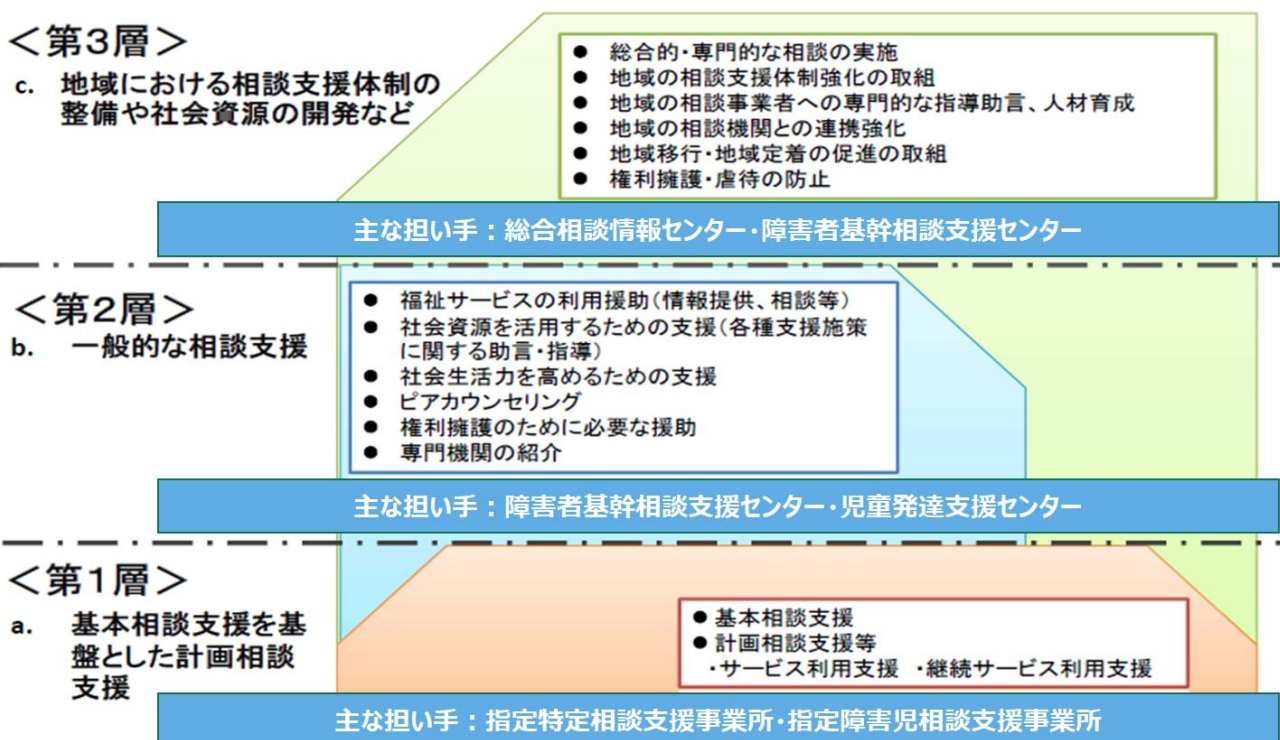 ＜第3層＞
c. 地域における相談支援体制の
整備や社会資源の開発など
● 総合的・専門的な相談の実施
● 地域の相談支援体制強化の取組
● 地域の相談事業者への専門的な指導助言、人材育成
● 地域の相談機関との連携強化
● 地域移行・地域定着の促進の取組
● 権利擁護・虐待の防止
主な担い手：総合相談情報センター・障害者基幹相談支援センター
＜第2層＞
b. 一般的な相談支援
● 福祉サービスの利用援助（情報提供、相談等）
● 社会資源を活用するための支援（各種支援施策
に関する助言・指導）
● 社会生活力を高めるための支援
● ピアカウンセリング
● 権利擁護のために必要な援助
● 専門機関の紹介
主な担い手：障害者基幹相談支援センター・児童発達支援センター
＜第1層＞
a. 基本相談支援を基
盤とした計画相談
支援
● 基本相談支援
● 計画相談支援等
・サービス利用支援 ・継続サービス利用支援
主な担い手：指定特定相談支援事業所・指定障害児相談支援事業所